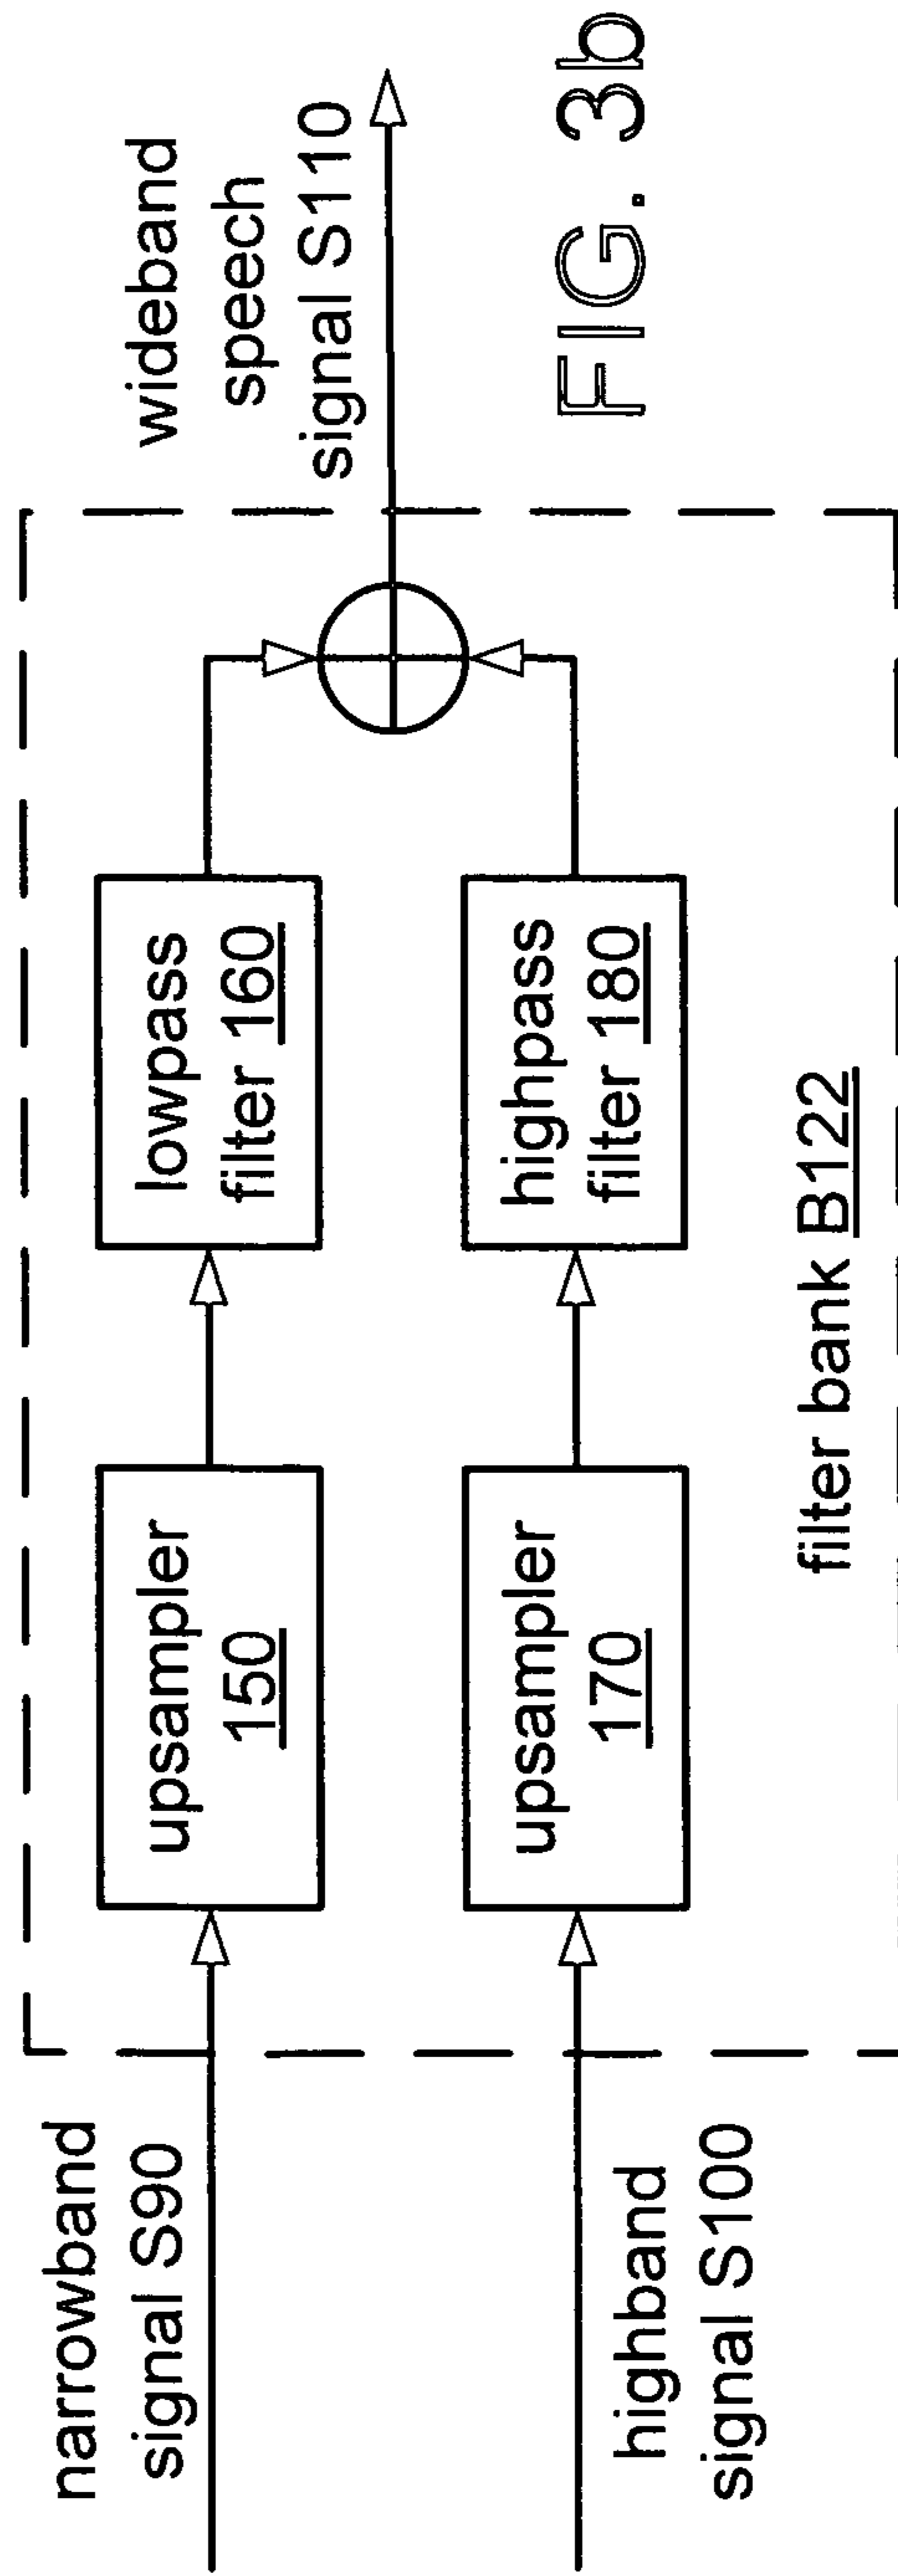 narrowband
signal S90
upsampler
150
lowpass
filter 160
wideband
speech
signal S110
highband
signal S100
upsampler
170
highpass
filter 180
filter bank B122
FIG. 3b